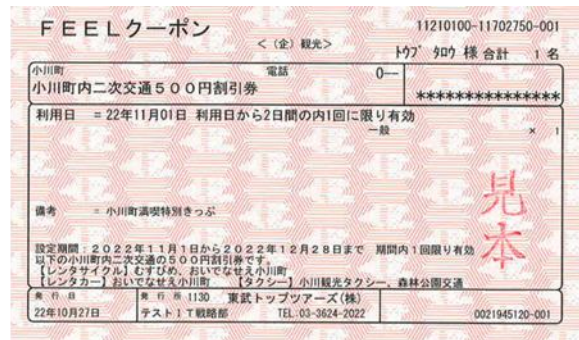 FEELクーポン
11210100-11702750-001
＜（企）観光＞
ﾄｳﾌﾞ ﾀﾛｳ 様 合計 1 名
小川町 電話 0--
小川町内二次交通５００円割引券
***************
利用日 ＝ 22年11月01日 利用日から2日間の内1回に限り有効
一般 × 1
見本
備考 ＝ 小川町満喫特別きっぷ
設定期間：２０２２年１１月１日から２０２２年１２月２８日まで 期間内１回限り有効
以下の小川町内二次交通の５００円割引券です。
【レンタサイクル】むすびめ、おいでなせえ小川町
【レンタカー】おいでなせえ小川町 【タクシー】小川観光タクシー、森林公園交通
発行日 発行所 1130 東武トップツアーズ（株）
22年10月27日 テストＩＴ戦略部 TEL:03-3624-2022 0021945120-001